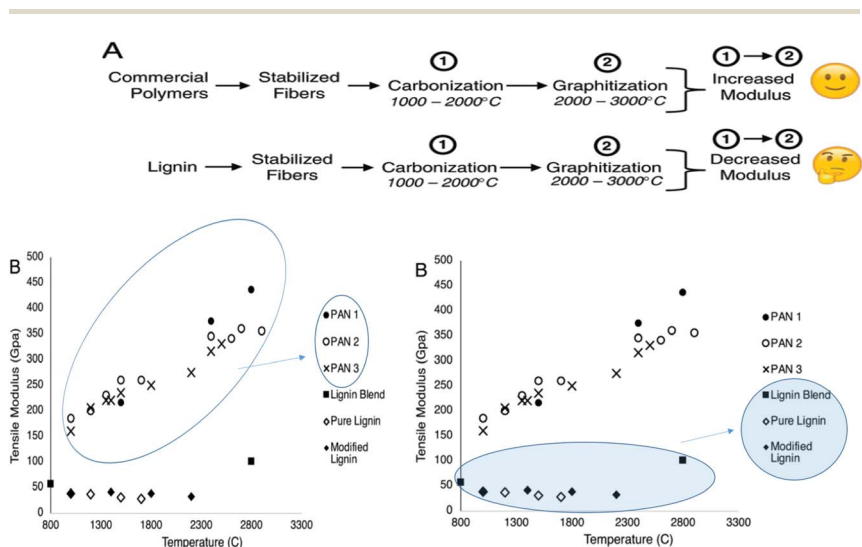 A
① ② ① → ②
Commercial Polymers → Stabilized Fibers → Carbonization → Graphitization Increased Modulus
1000 – 2000°C 2000 – 3000°C
① ② ① → ②
Lignin → Stabilized Fibers → Carbonization → Graphitization Decreased Modulus
1000 – 2000°C 2000 – 3000°C
B
Tensile Modulus (Gpa)
500
450
400
350
300
250
200
150
100
50
0
800 1300 1800 2300 2800 3300
Temperature (C)
PAN 1
PAN 2
PAN 3
Lignin Blend
Pure Lignin
Modified
Lignin
B
Tensile Modulus (Gpa)
500
450
400
350
300
250
200
150
100
50
0
800 1300 1800 2300 2800 3300
Temperature (C)
PAN 1
PAN 2
PAN 3
Lignin Blend
Pure Lignin
Modified
Lignin